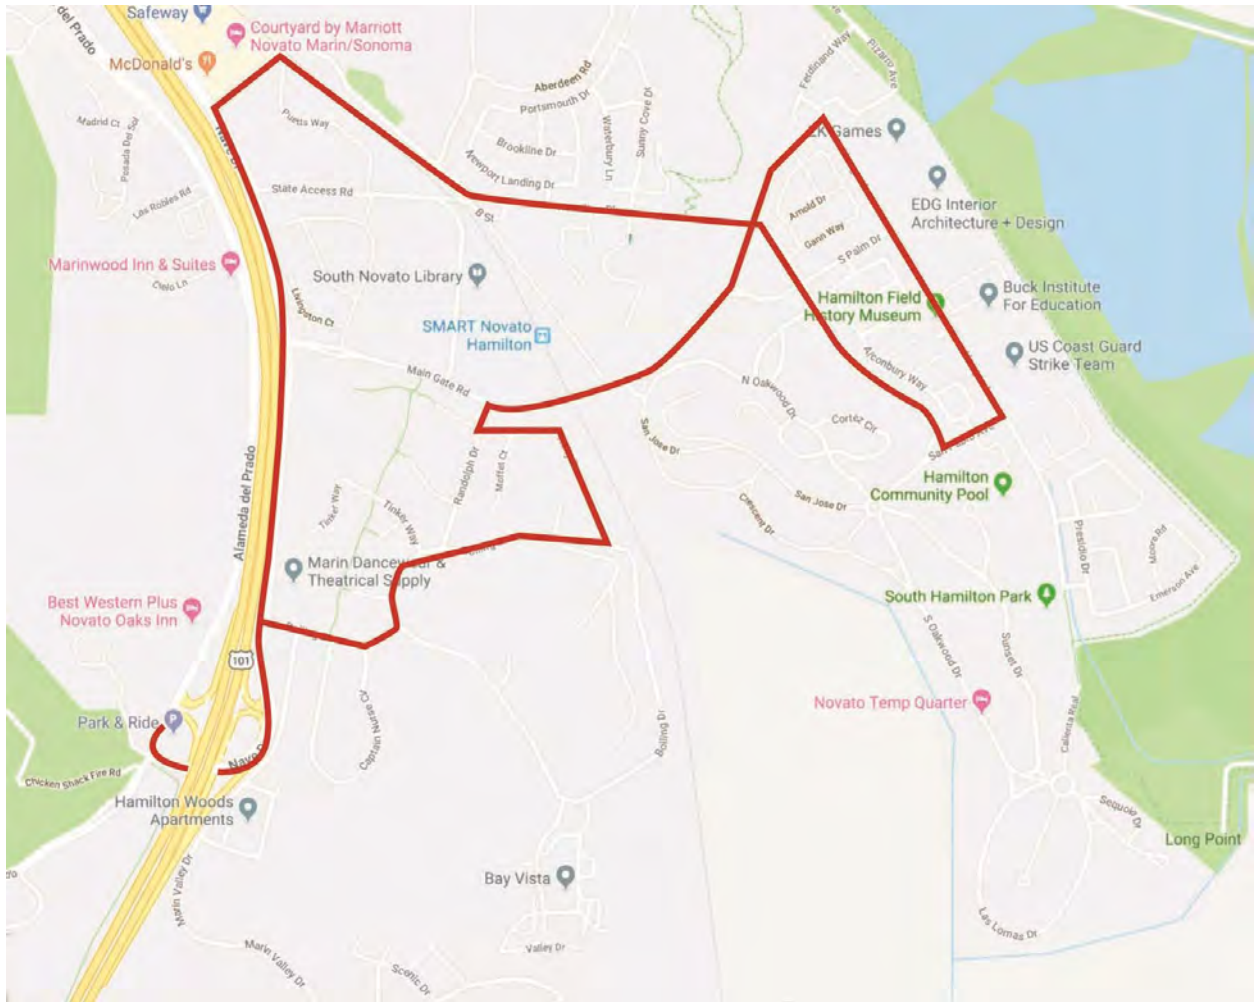 Safeway
del Prado
Courtyard by Marriott
Novato Marin/Sonoma
McDonald's
Aberdeen Rd
Portsmouth Dr
Ferdinand Way
Pizarro Ave
Madrid Ct
Posada Del Sol
Brookline Dr
Waterbury Ln
Sunny Cove Dr
Games
Newport Landing Dr
Las Robles Rd
State Access Rd
B St
Arnold Dr
EDG Interior
Architecture + Design
Gann Way
S Palm Dr
Marinwood Inn & Suites
Cielo Ln
South Novato Library
Livingston Ct
Hamilton Field
History Museum
Buck Institute
For Education
SMART Novato
Hamilton
US Coast Guard
Strike Team
Main Gate Rd
N Oakwood Dr
Cortez Cir
San Jose Dr
Randolph Dr
Moffet Ct
Hamilton
Community Pool
Alameda del Prado
Tinker Way
Tinker Way
Crescent Dr
San Jose Dr
Presidio Dr
Moore Rd
Emerson Ave
Marin Dancewear &
Theatrical Supply
Best Western Plus
Novato Oaks Inn
South Hamilton Park
101
S Oakwood Dr
Sunset Dr
Park & Ride
Captain Nurse Cir
Bolling Dr
Novato Temp Quarter
Calienta Real
Chicken Shack Fire Rd
Hamilton Woods
Apartments
Sequoia Dr
Long Point
Marin Valley Dr
Bay Vista
Las Lomas Dr
Valley Dr
Marin Valley Dr
Scenic Dr